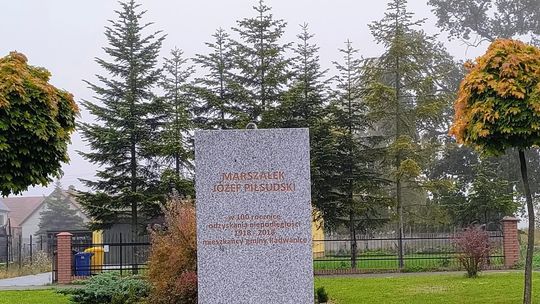 MARSZAŁEK
JÓZEF PIŁSUDSKI
w 100 rocznicę
odzyskania niepodległości
1918 - 2018
mieszkańcy gminy Radwanice